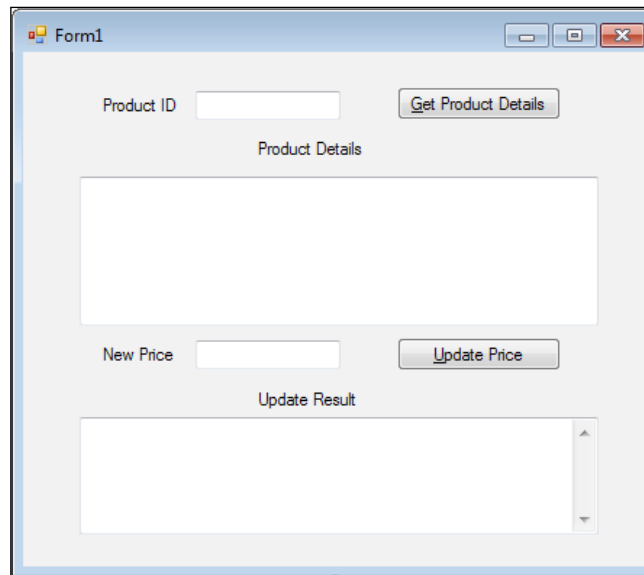 Form1
Product ID Get Product Details
Product Details
New Price Update Price
Update Result